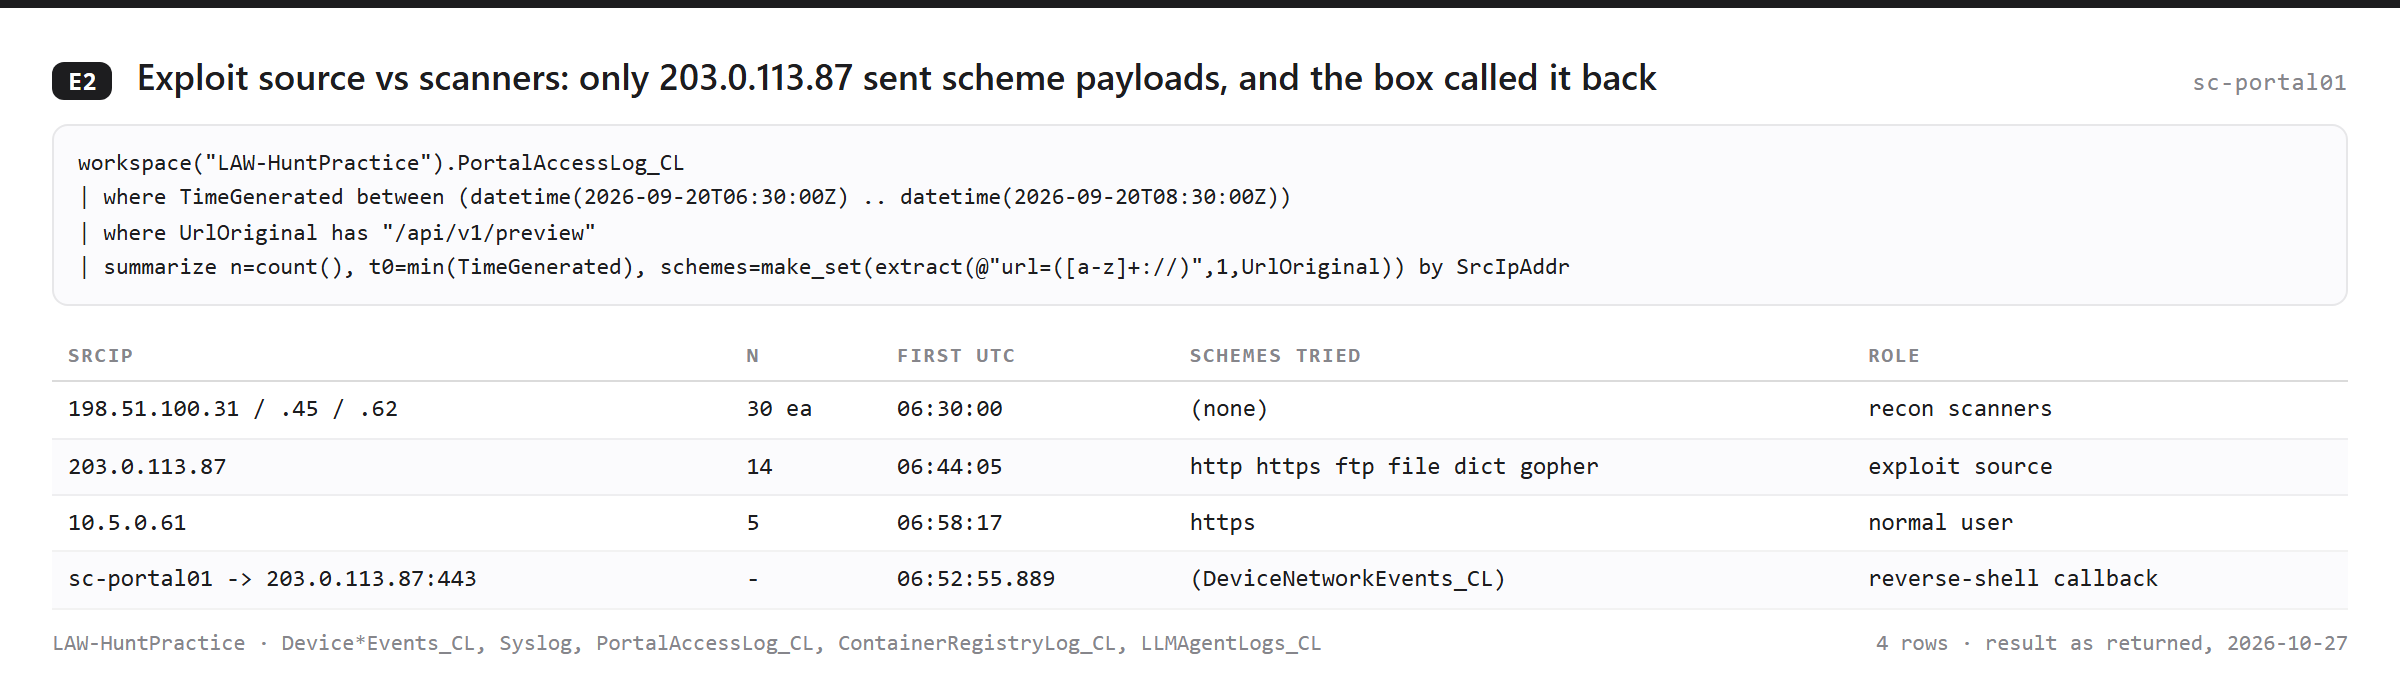 E2 Exploit source vs scanners: only 203.0.113.87 sent scheme payloads, and the box called it back sc-portal01
workspace("LAW-HuntPractice").PortalAccessLog_CL
| where TimeGenerated between (datetime(2026-09-20T06:30:00Z) .. datetime(2026-09-20T08:30:00Z))
| where UrlOriginal has "/api/v1/preview"
| summarize n=count(), t0=min(TimeGenerated), schemes=make_set(extract(@"url=([a-z]+://)",1,UrlOriginal)) by SrcIpAddr
SRCIP N FIRST UTC SCHEMES TRIED ROLE
198.51.100.31 / .45 / .62 30 ea 06:30:00 (none) recon scanners
203.0.113.87 14 06:44:05 http https ftp file dict gopher exploit source
10.5.0.61 5 06:58:17 https normal user
sc-portal01 -> 203.0.113.87:443 - 06:52:55.889 (DeviceNetworkEvents_CL) reverse-shell callback
LAW-HuntPractice · Device*Events_CL, Syslog, PortalAccessLog_CL, ContainerRegistryLog_CL, LLMAgentLogs_CL 4 rows · result as returned, 2026-10-27